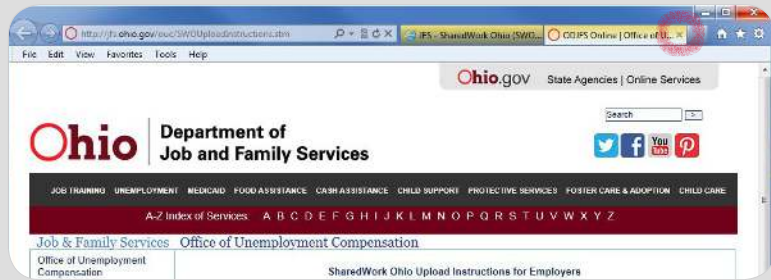 http://jfs.ohio.gov/ouc/SWOUploadInstructions.stm
JFS - SharedWork Ohio (SWO...
ODJFS Online | Office of U...
File Edit View Favorites Tools Help
Ohio.gov State Agencies | Online Services
Search >
Ohio Department of
Job and Family Services
You
Tube
JOB TRAINING UNEMPLOYMENT MEDICAID FOOD ASSISTANCE CASH ASSISTANCE CHILD SUPPORT PROTECTIVE SERVICES FOSTER CARE & ADOPTION CHILD CARE
A-Z Index of Services: A B C D E F G H I J K L M N O P Q R S T U V W X Y Z
Job & Family Services Office of Unemployment Compensation
Office of Unemployment
Compensation
SharedWork Ohio Upload Instructions for Employers